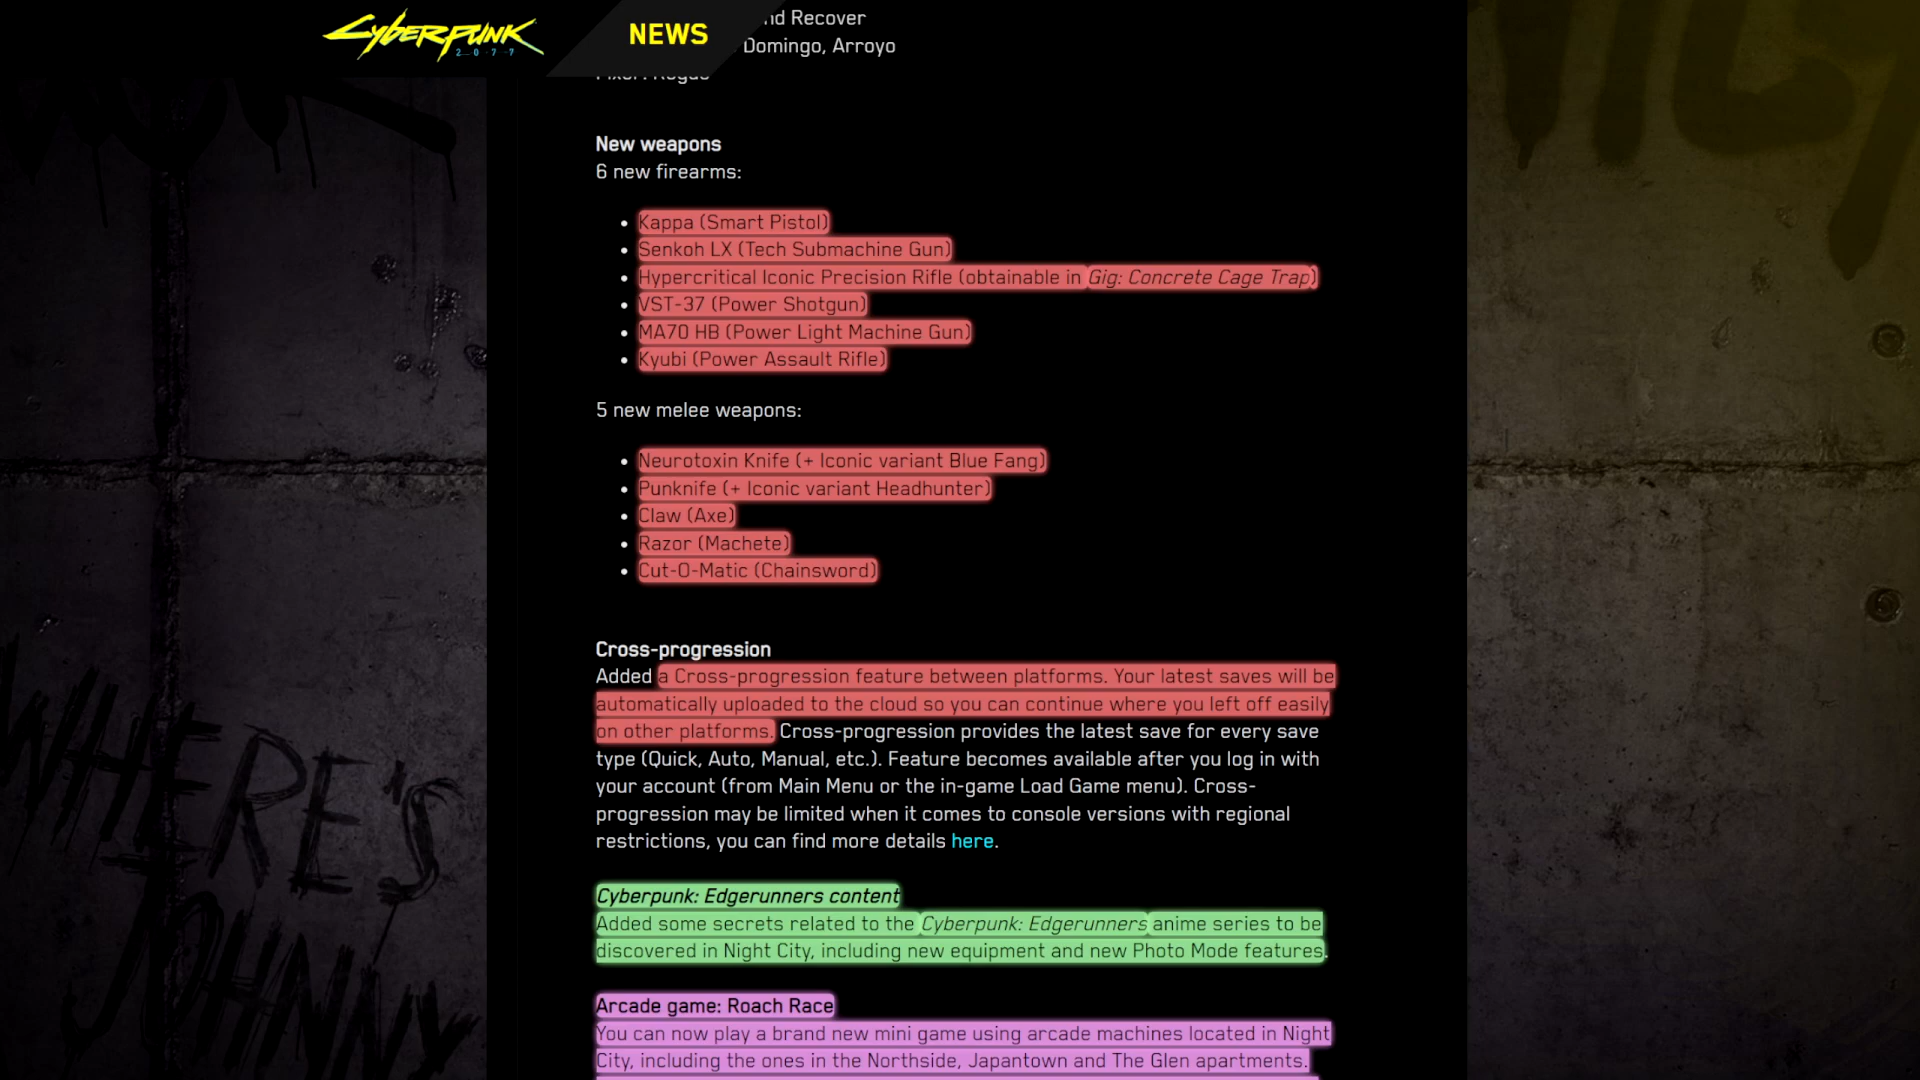 Cyberpunk
2077
NEWS
nd Recover
Domingo, Arroyo
New weapons
6 new firearms:
Kappa (Smart Pistol)
Senkoh LX (Tech Submachine Gun)
Hypercritical Iconic Precision Rifle (obtainable in Gig: Concrete Cage Trap)
VST-37 (Power Shotgun)
MA70 HB (Power Light Machine Gun)
Kyubi (Power Assault Rifle)
5 new melee weapons:
Neurotoxin Knife (+ Iconic variant Blue Fang)
Punknife (+ Iconic variant Headhunter)
Claw (Axe)
Razor (Machete)
Cut-O-Matic (Chainsword)
Cross-progression
Added a Cross-progression feature between platforms. Your latest saves will be
automatically uploaded to the cloud so you can continue where you left off easily
on other platforms. Cross-progression provides the latest save for every save
type (Quick, Auto, Manual, etc.). Feature becomes available after you log in with
your account (from Main Menu or the in-game Load Game menu). Cross-
progression may be limited when it comes to console versions with regional
restrictions, you can find more details here.
Cyberpunk: Edgerunners content
Added some secrets related to the Cyberpunk: Edgerunners anime series to be
discovered in Night City, including new equipment and new Photo Mode features.
Arcade game: Roach Race
You can now play a brand new mini game using arcade machines located in Night
City, including the ones in the Northside, Japantown and The Glen apartments.
WHERE'S
JOHNNY